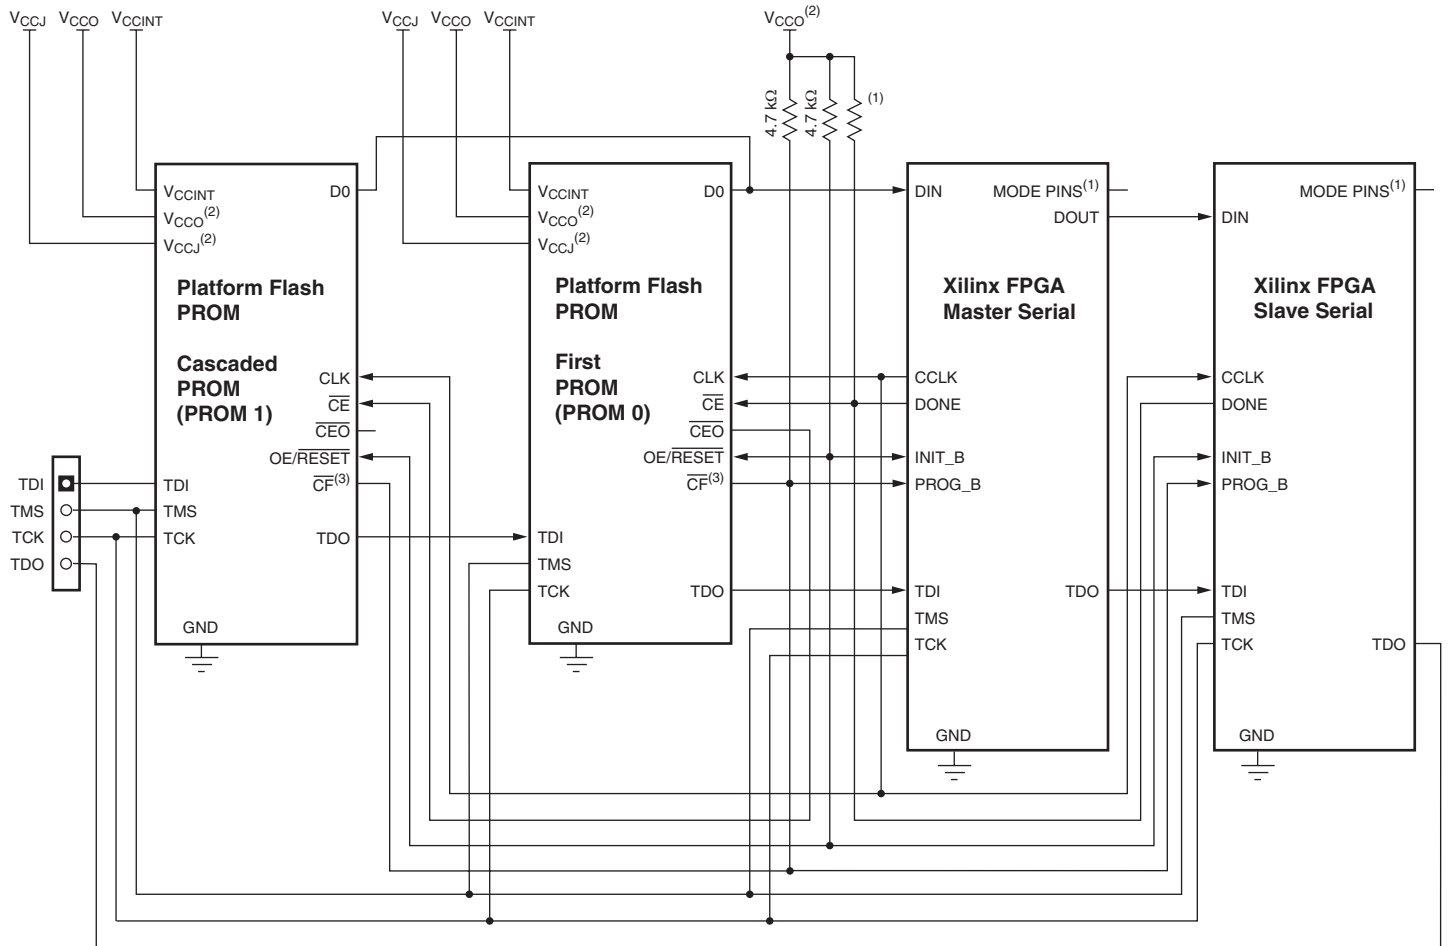 VCCJ VCCO VCCINT
VCCJ VCCO VCCINT
VCCO(2)
4.7 kΩ
4.7 kΩ
(1)
VCCINT
VCCO(2)
VCCJ(2)
D0
Platform Flash
PROM
Cascaded
PROM
(PROM 1)
CLK
CE
CEO
OE/RESET
CF(3)
TDI
TMS
TCK
TDO
GND
TDI
TMS
TCK
TDO
VCCINT
VCCO(2)
VCCJ(2)
D0
Platform Flash
PROM
First
PROM
(PROM 0)
CLK
CE
CEO
OE/RESET
CF(3)
TDI
TMS
TCK
TDO
GND
DIN
MODE PINS(1)
DOUT
Xilinx FPGA
Master Serial
CCLK
DONE
INIT_B
PROG_B
TDI
TMS
TCK
TDO
GND
MODE PINS(1)
DIN
Xilinx FPGA
Slave Serial
CCLK
DONE
INIT_B
PROG_B
TDI
TMS
TCK
TDO
GND